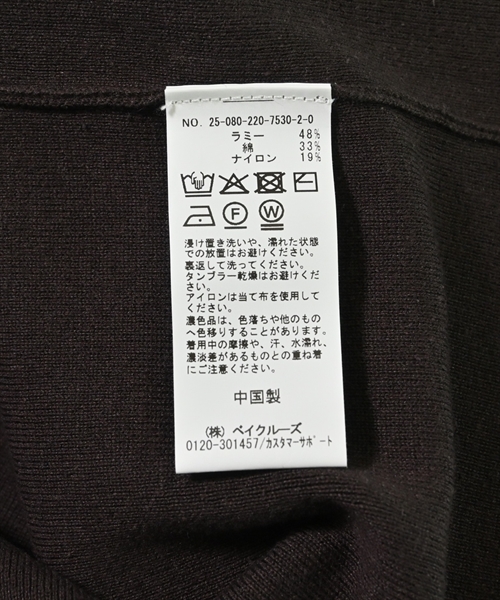 NO. 25-080-220-7530-2-0
ラミー 48%
綿 33%
ナイロン 19%
F W
浸け置き洗いや、濡れた状態
での放置はお避けください。
裏返して洗ってください。
タンブラー乾燥はお避けくださ
い。
アイロンは当て布を使用して
ください。
濃色品は、色落ちや他のもの
へ色移りすることがあります。
着用中の摩擦や、汗、水濡れ、
濃淡差があるものとの重ね着
にご注意ください。
中国製
(株) ベイクルーズ
0120-301457/カスタマーサポート